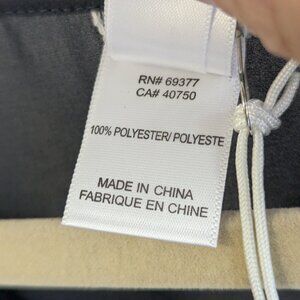 RN# 69377
CA# 40750
100% POLYESTER/ POLYESTE
MADE IN CHINA
FABRIQUE EN CHINE